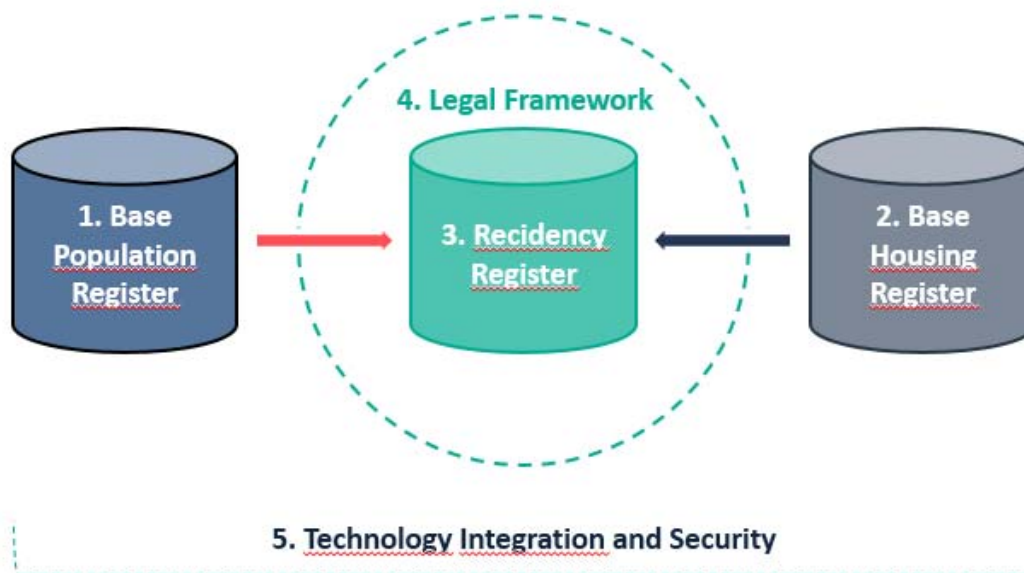 4. Legal Framework
1. Base
Population
Register
3. Recidency
Register
2. Base
Housing
Register
5. Technology Integration and Security